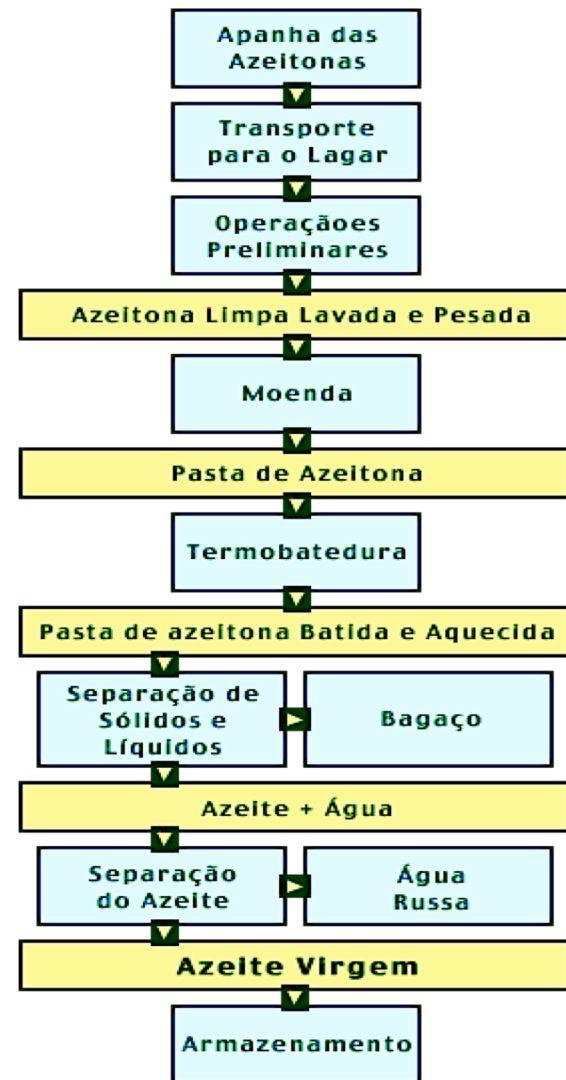 Apanha das
Azeitonas
Transporte
para o Lagar
Operaçãoes
Preliminares
Azeitona Limpa Lavada e Pesada
Moenda
Pasta de Azeitona
Termobatedura
Pasta de azeitona Batida e Aquecida
Separação de
Sólidos e
Líquidos
Bagaço
Azeite + Água
Separação
do Azeite
Água
Russa
Azeite Virgem
Armazenamento